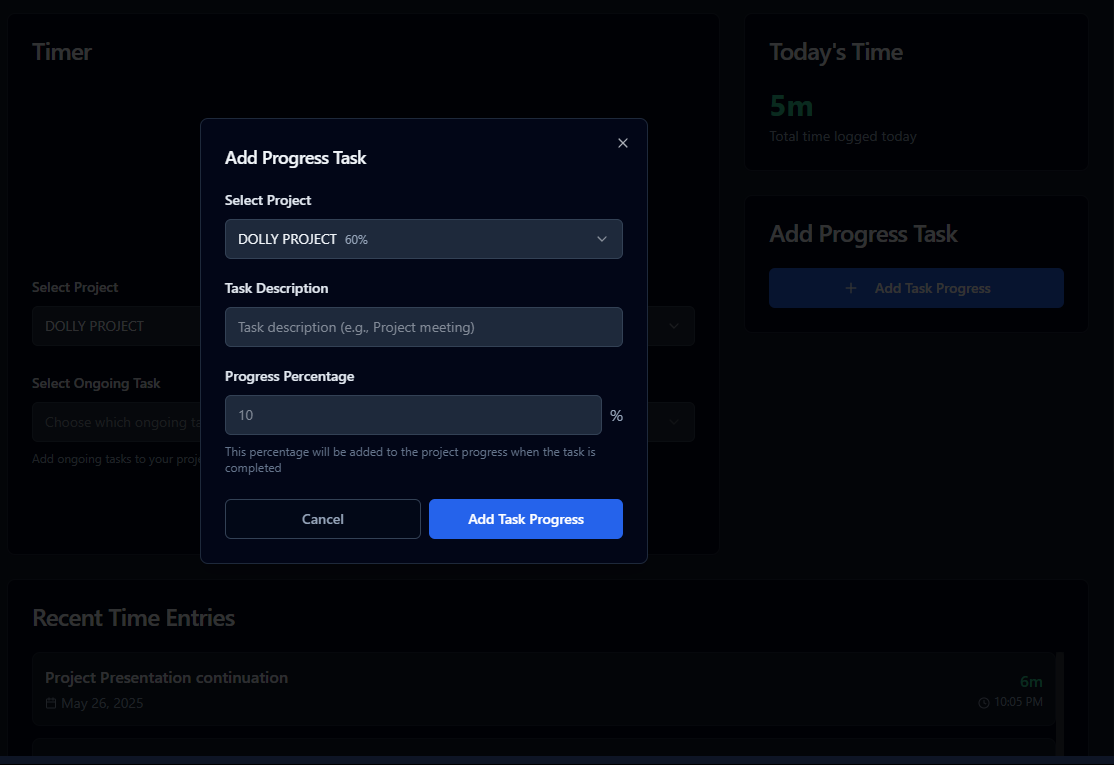 Timer
Today's Time
5m
Total time logged today
Add Progress Task
Select Project
DOLLY PROJECT 60%
Task Description
Task description (e.g., Project meeting)
Progress Percentage
10 %
This percentage will be added to the project progress when the task is
completed
Cancel
Add Task Progress
Add Progress Task
+ Add Task Progress
Select Project
DOLLY PROJECT
Select Ongoing Task
Choose which ongoing
Add ongoing tasks to your
Recent Time Entries
Project Presentation continuation
May 26, 2025
6m
10:05 PM